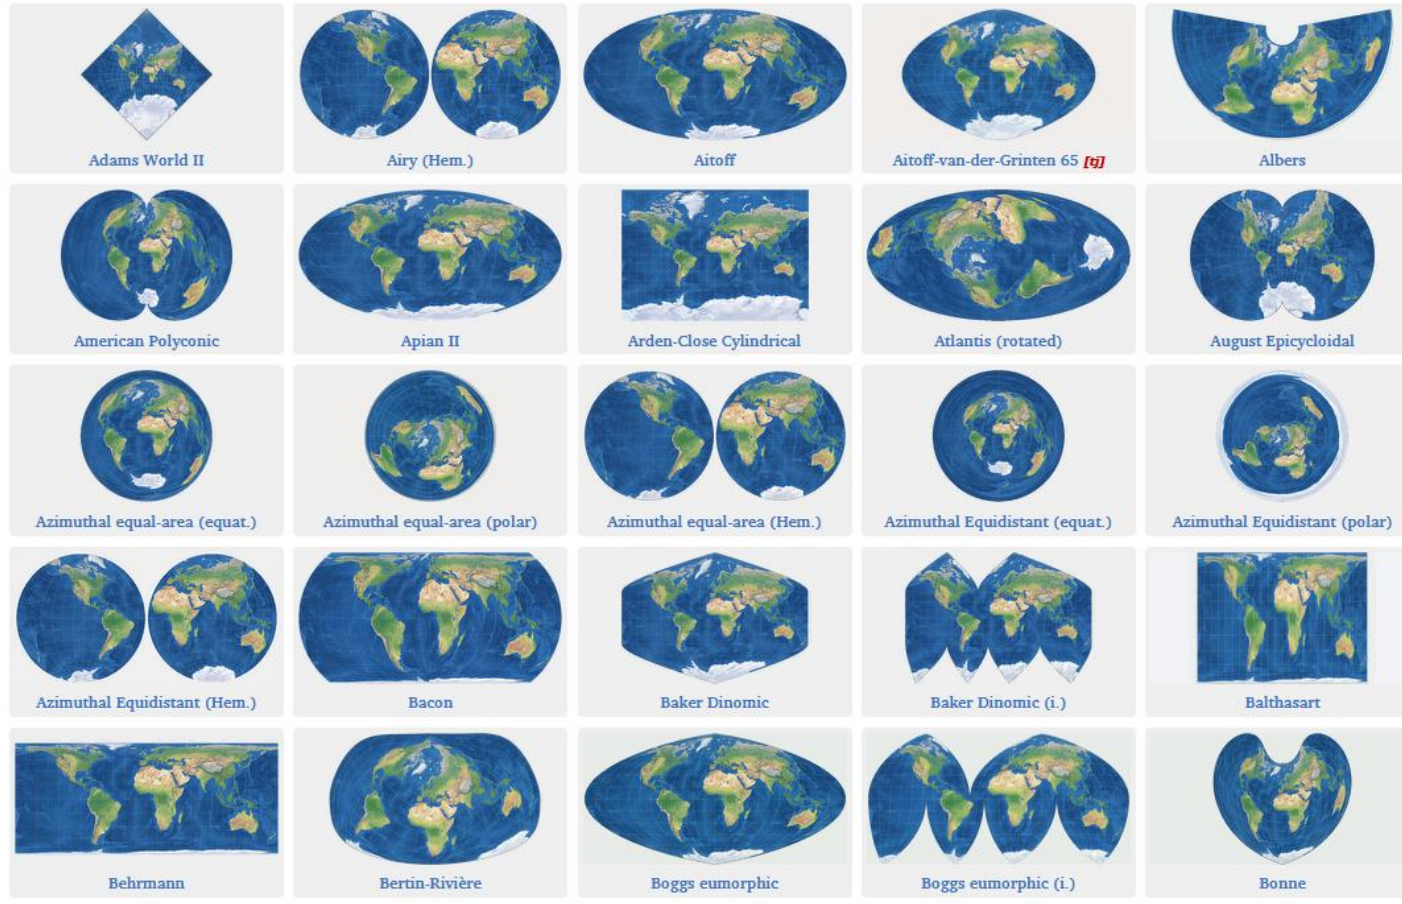 Adams World II
Airy (Hem.)
Aitoff
Aitoff-van-der-Grinten 65 [tj]
Albers
American Polyconic
Apian II
Arden-Close Cylindrical
Atlantis (rotated)
August Epicycloidal
Azimuthal equal-area (equat.)
Azimuthal equal-area (polar)
Azimuthal equal-area (Hem.)
Azimuthal Equidistant (equat.)
Azimuthal Equidistant (polar)
Azimuthal Equidistant (Hem.)
Bacon
Baker Dinomic
Baker Dinomic (i.)
Balthasart
Behrmann
Bertin-Rivière
Boggs eumorphic
Boggs eumorphic (i.)
Bonne